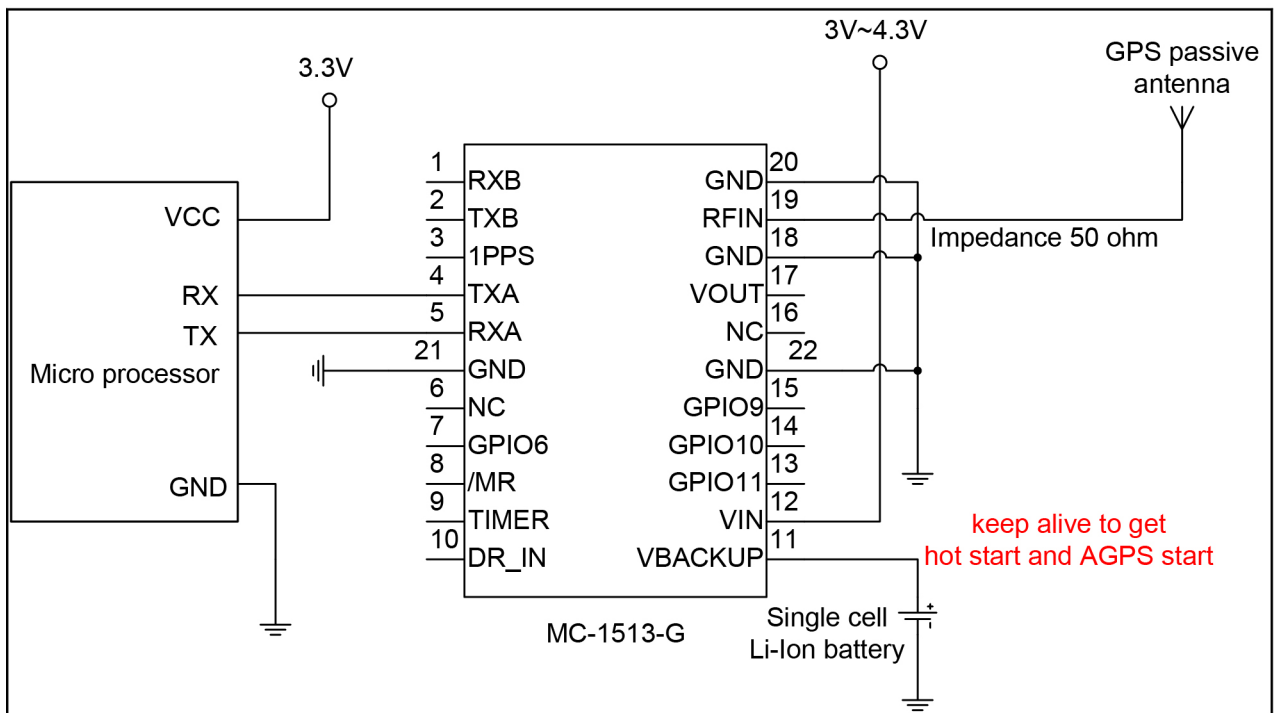 3V~4.3V
3.3V
GPS passive
antenna
VCC
RX
TX
Micro processor
GND
1
RXB
2
TXB
3
1PPS
4
TXA
5
RXA
21
GND
6
NC
7
GPIO6
8
/MR
9
TIMER
10
DR_IN
20
GND
19
RFIN
18
GND
17
VOUT
16
NC
22
GND
15
GPIO9
14
GPIO10
13
GPIO11
12
VIN
11
VBACKUP
MC-1513-G
Impedance 50 ohm
keep alive to get
hot start and AGPS start
+
-
Single cell
Li-Ion battery